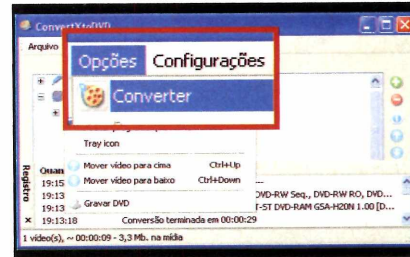 ConvertXtoDVD
Arquivo
Opções Configurações
Converter
Tray icon
Mover vídeo para cima Ctrl+Up
Mover vídeo para baixo Ctrl+Down
Gravar DVD
Registro
Quan
19:15
19:13 DVD-RW Seq., DVD-RW RO, DVD...
19:13 T-ST DVD-RAM GSA-H20N 1.00 [D...
19:13:18 Conversão terminada em 00:00:29
1 vídeo(s), ~ 00:00:09 - 3,3 Mb. na mídia